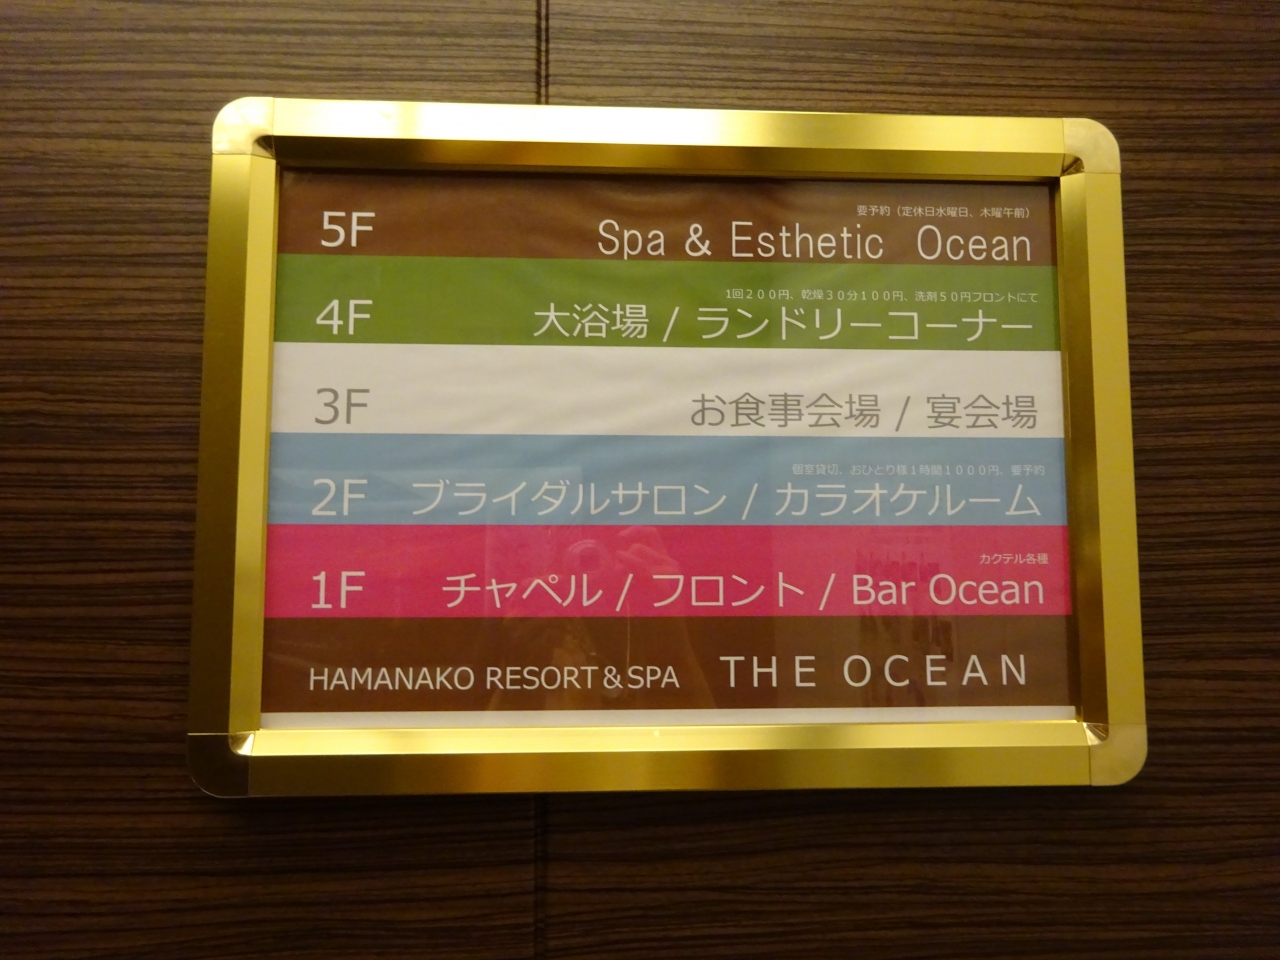 要予約（定休日水曜日、木曜午前）
5F Spa & Esthetic Ocean
1回２００円、乾燥３０分１００円、洗剤５０円フロントにて
4F 大浴場 / ランドリーコーナー
3F お食事会場 / 宴会場
個室貸切、おひとり様１時間１０００円、要予約
2F ブライダルサロン / カラオケルーム
カクテル各種
1F チャペル / フロント / Bar Ocean
HAMANAKO RESORT&SPA THE OCEAN